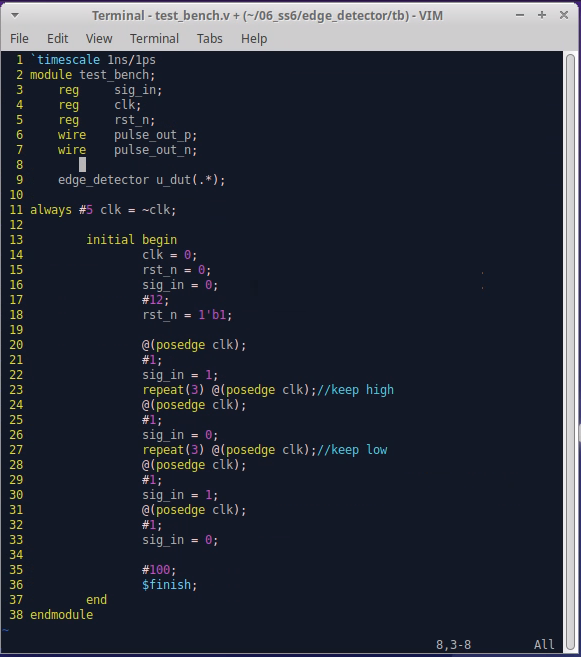 Terminal - test_bench.v + (~/06_ss6/edge_detector/tb) - VIM
File Edit View Terminal Tabs Help
1 `timescale 1ns/1ps
2 module test_bench;
3     reg     sig_in;
4     reg     clk;
5     reg     rst_n;
6     wire    pulse_out_p;
7     wire    pulse_out_n;
8
9     edge_detector u_dut(.*);
10
11 always #5 clk = ~clk;
12
13         initial begin
14                 clk = 0;
15                 rst_n = 0;
16                 sig_in = 0;
17                 #12;
18                 rst_n = 1'b1;
19
20                 @(posedge clk);
21                 #1;
22                 sig_in = 1;
23                 repeat(3) @(posedge clk);//keep high
24                 @(posedge clk);
25                 #1;
26                 sig_in = 0;
27                 repeat(3) @(posedge clk);//keep low
28                 @(posedge clk);
29                 #1;
30                 sig_in = 1;
31                 @(posedge clk);
32                 #1;
33                 sig_in = 0;
34
35                 #100;
36                 $finish;
37         end
38 endmodule
~
8,3-8 All